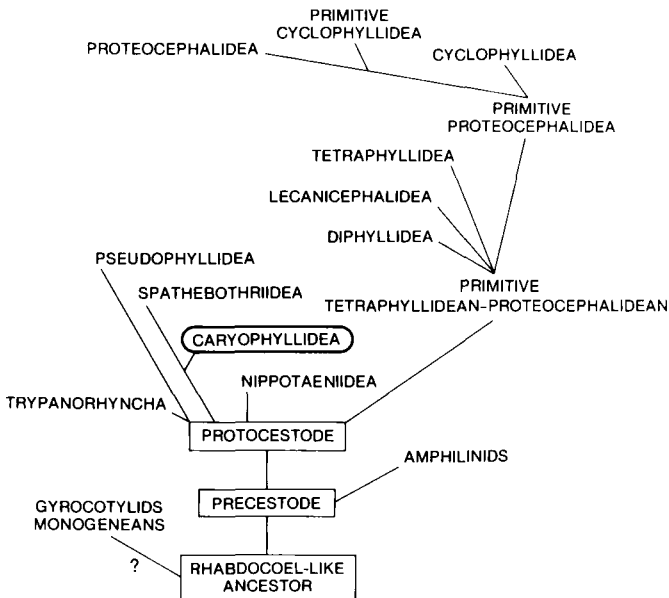 PRIMITIVE
CYCLOPHYLLIDEA
PROTEOCEPHALIDEA
CYCLOPHYLLIDEA
PRIMITIVE
PROTEOCEPHALIDEA
TETRAPHYLLIDEA
LECANICEPHALIDEA
DIPHYLLIDEA
PSEUDOPHYLLIDEA
SPATHEBOTHRIIDEA
PRIMITIVE
TETRAPHYLLIDEAN-PROTEOCEPHALIDEAN
CARYOPHYLLIDEA
NIPPOTAENIIDEA
TRYPANORHYNCHA
PROTOCESTODE
AMPHILINIDS
PRECESTODE
GYROCOTYLIDS
MONOGENEANS
?
RHABDOCOEL-LIKE
ANCESTOR